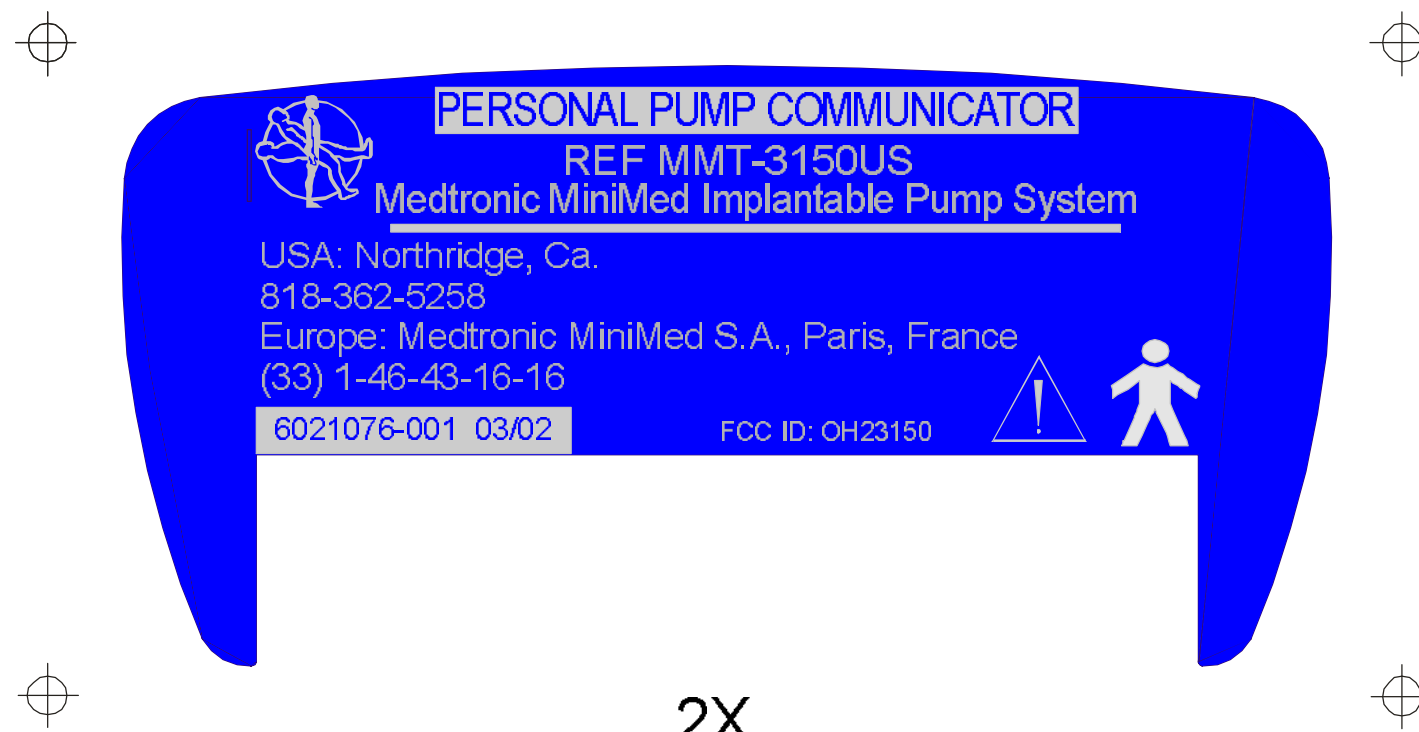 PERSONAL PUMP COMMUNICATOR
REF MMT-3150US
Medtronic MiniMed Implantable Pump System
USA: Northridge, Ca.
818-362-5258
Europe: Medtronic MiniMed S.A., Paris, France
(33) 1-46-43-16-16
6021076-001 03/02
FCC ID: OH23150
2X